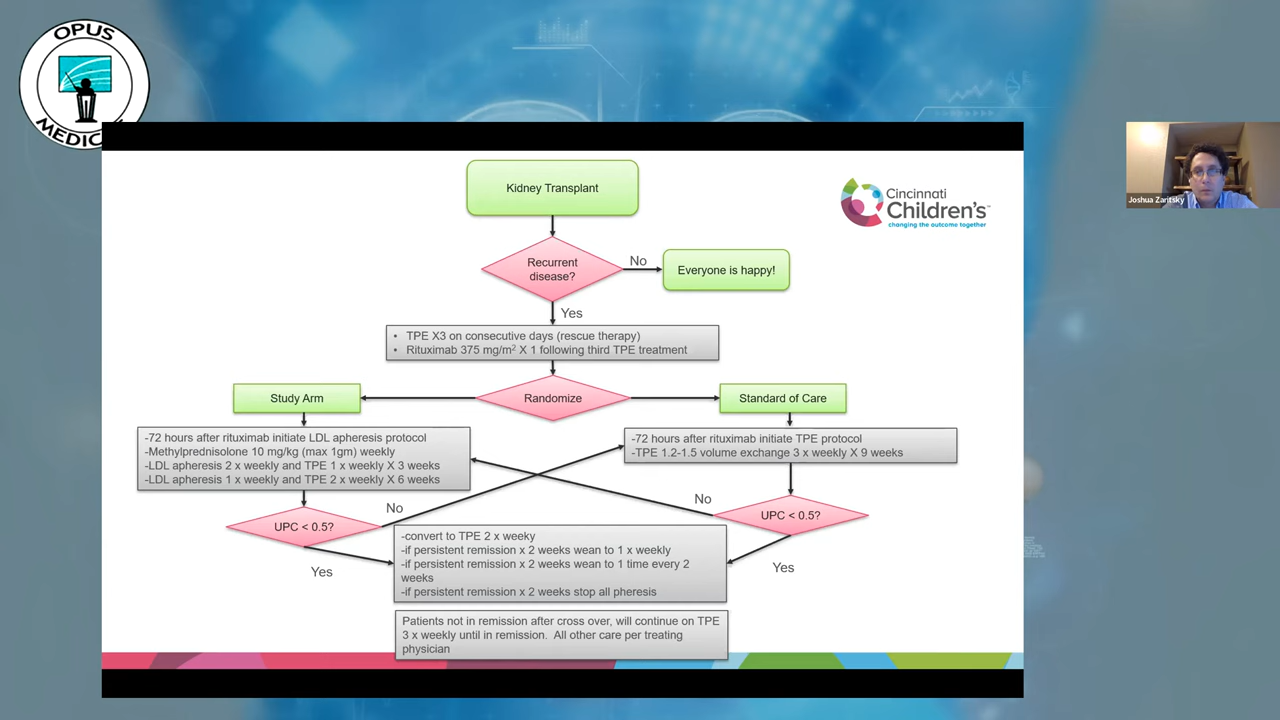 OPUS
MEDIC
Joshua Zaritsky
Cincinnati
Children's™
changing the outcome together
Kidney Transplant
Recurrent
disease?
No
Everyone is happy!
Yes
• TPE X3 on consecutive days (rescue therapy)
• Rituximab 375 mg/m² X 1 following third TPE treatment
Study Arm
Randomize
Standard of Care
-72 hours after rituximab initiate LDL apheresis protocol
-Methylprednisolone 10 mg/kg (max 1gm) weekly
-LDL apheresis 2 x weekly and TPE 1 x weekly X 3 weeks
-LDL apheresis 1 x weekly and TPE 2 x weekly X 6 weeks
-72 hours after rituximab initiate TPE protocol
-TPE 1.2-1.5 volume exchange 3 x weekly X 9 weeks
No
No
UPC < 0.5?
UPC < 0.5?
Yes
Yes
-convert to TPE 2 x weeky
-if persistent remission x 2 weeks wean to 1 x weekly
-if persistent remission x 2 weeks wean to 1 time every 2
weeks
-if persistent remission x 2 weeks stop all pheresis
Patients not in remission after cross over, will continue on TPE
3 x weekly until in remission. All other care per treating
physician